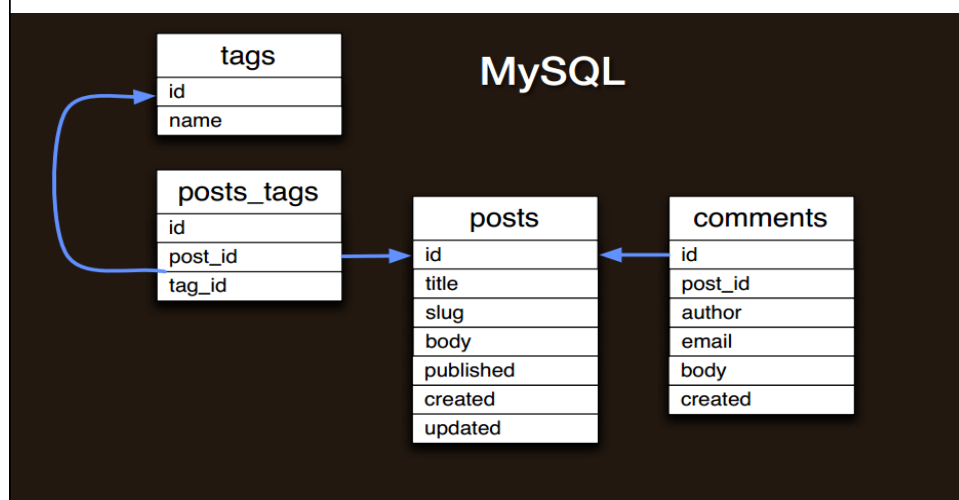 MySQL
tags
id
name
posts_tags
id
post_id
tag_id
posts
id
title
slug
body
published
created
updated
comments
id
post_id
author
email
body
created